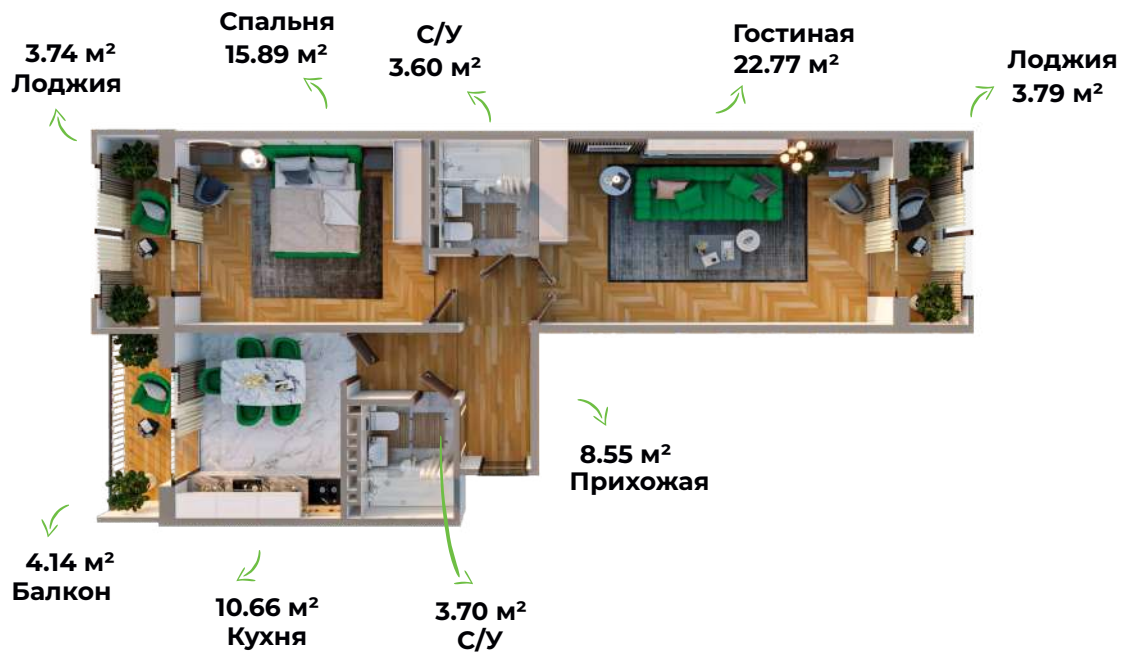 3.74 м²
Лоджия
Спальня
15.89 м²
С/У
3.60 м²
Гостиная
22.77 м²
Лоджия
3.79 м²
8.55 м²
Прихожая
4.14 м²
Балкон
10.66 м²
Кухня
3.70 м²
С/У